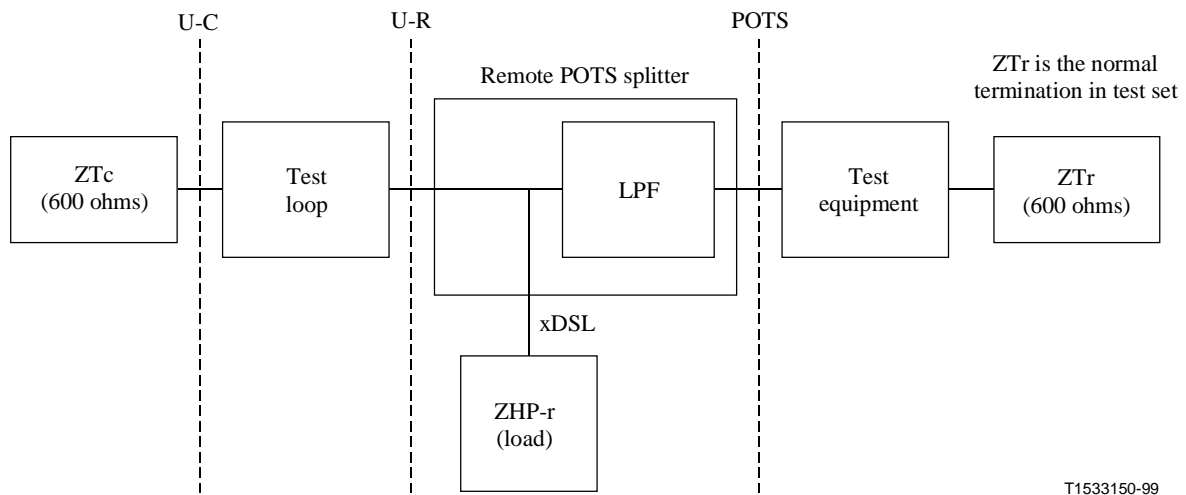 U-C
U-R
POTS
Remote POTS splitter
ZTr is the normal
termination in test set
ZTc
(600 ohms)
Test
loop
LPF
Test
equipment
ZTr
(600 ohms)
xDSL
ZHP-r
(load)
T1533150-99